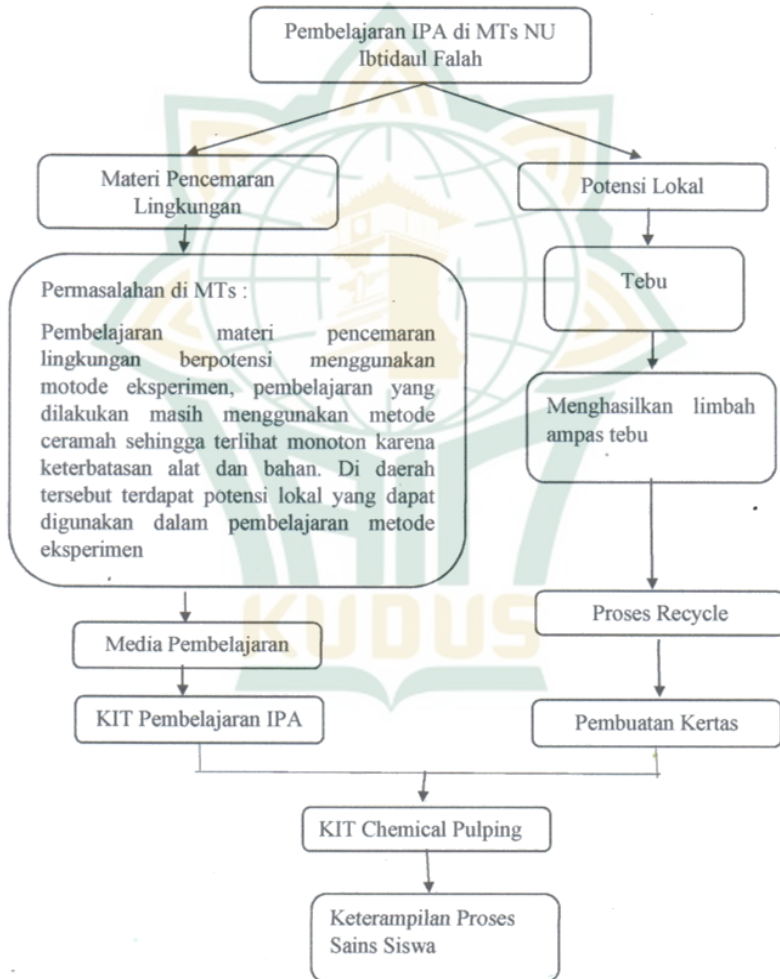 Pembelajaran IPA di MTs NU
Ibtidaul Falah
Materi Pencemaran
Lingkungan
Potensi Lokal
Permasalahan di MTs :
Pembelajaran materi pencemaran
lingkungan berpotensi menggunakan
motode eksperimen, pembelajaran yang
dilakukan masih menggunakan metode
ceramah sehingga terlihat monoton karena
keterbatasan alat dan bahan. Di daerah
tersebut terdapat potensi lokal yang dapat
digunakan dalam pembelajaran metode
eksperimen
Tebu
Menghasilkan limbah
ampas tebu
Media Pembelajaran
Proses Recycle
KIT Pembelajaran IPA
Pembuatan Kertas
KIT Chemical Pulping
Keterampilan Proses
Sains Siswa
KUDUS